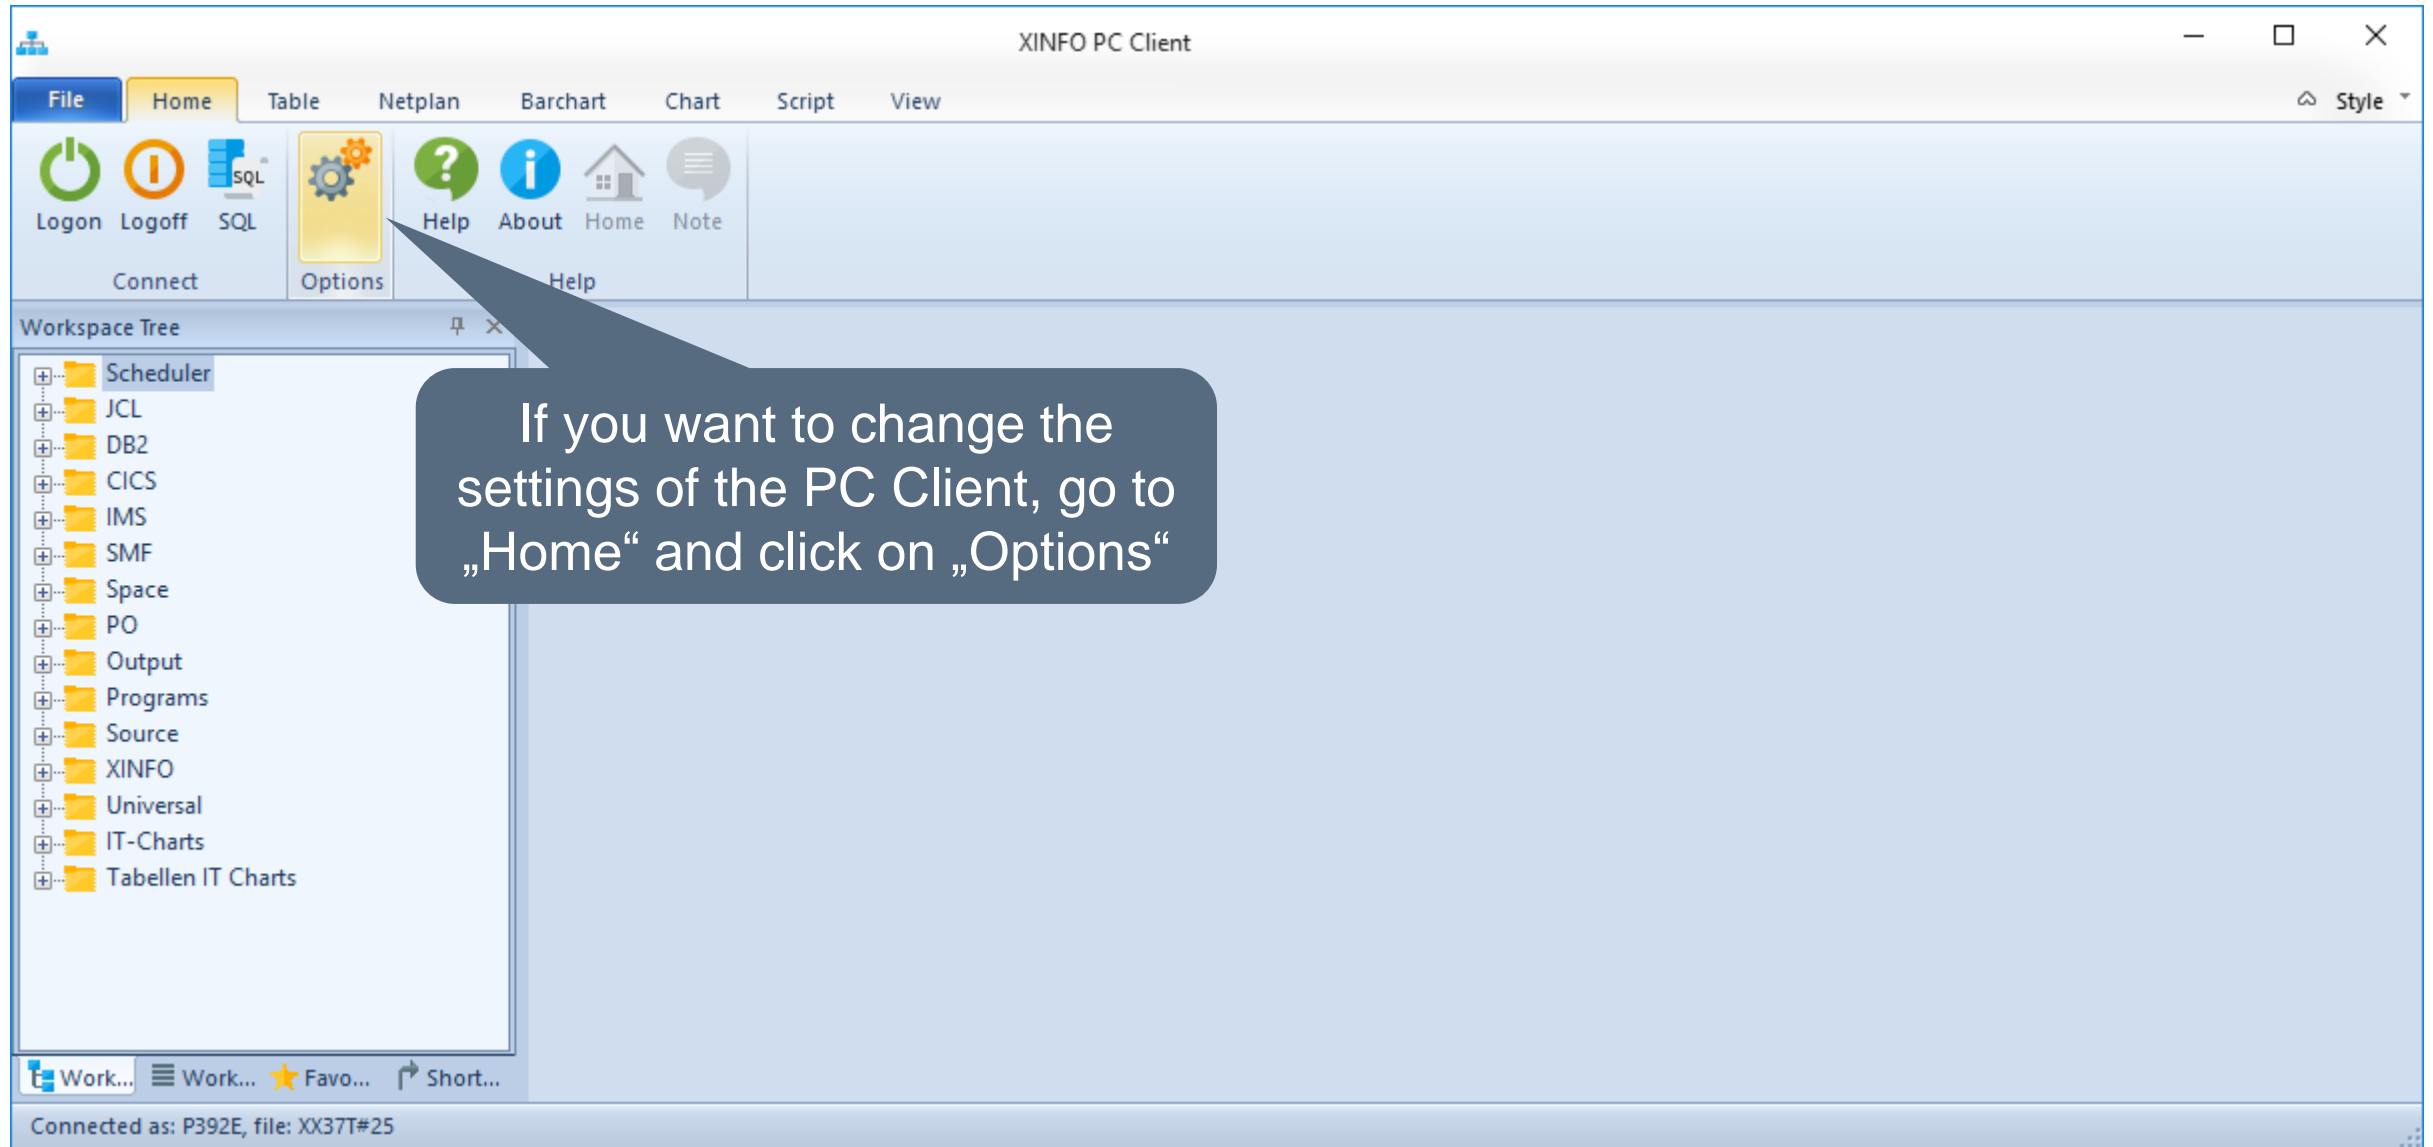 XINFO PC Client
File Home Table Netplan Barchart Chart Script View Style
SQL
Logon Logoff SQL Help About Home Note
Connect Options Help
Workspace Tree
Scheduler
JCL
DB2
CICS
IMS
SMF
Space
PO
Output
Programs
Source
XINFO
Universal
IT-Charts
Tabellen IT Charts
If you want to change the
settings of the PC Client, go to
„Home“ and click on „Options“
Work... Work... Favo... Short...
Connected as: P392E, file: XX37T#25